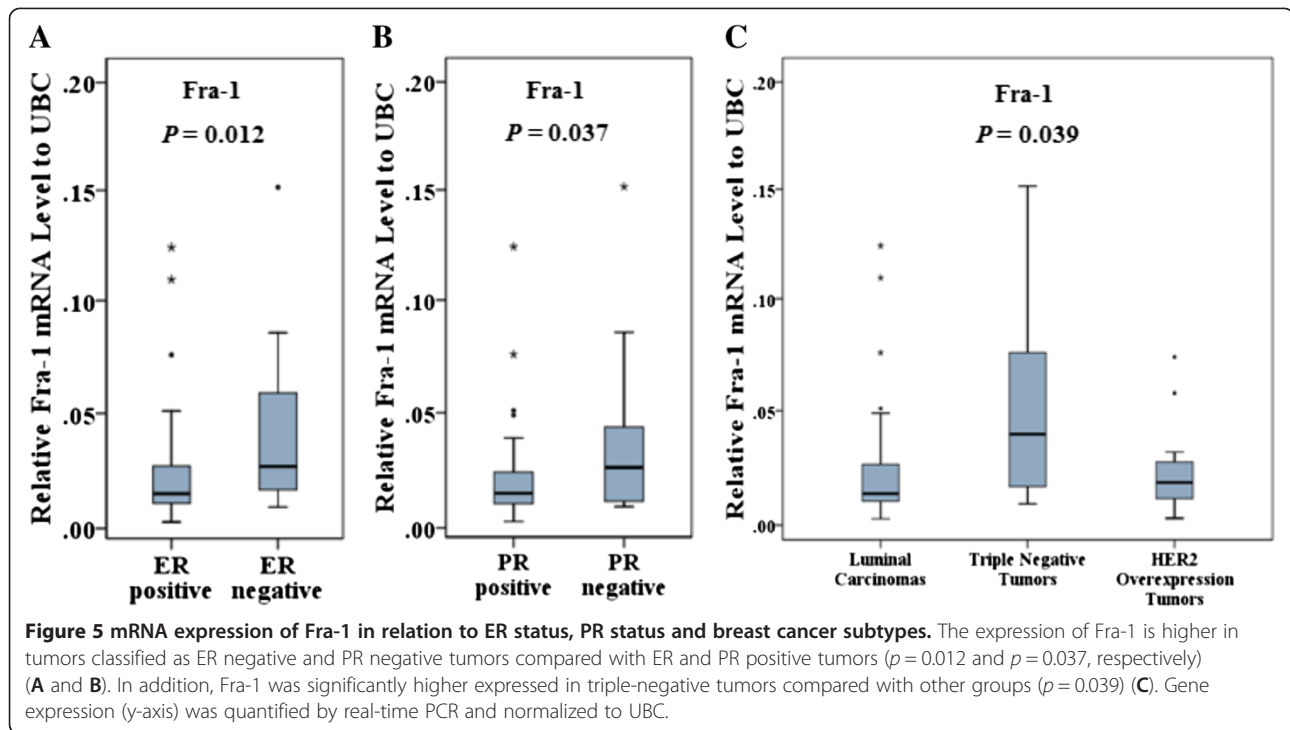 A
Relative Fra-1 mRNA Level to UBC
.20
.15
.10
.05
.00
Fra-1
P = 0.012
ER
positive
ER
negative
B
Relative Fra-1 mRNA Level to UBC
.20
.15
.10
.05
.00
Fra-1
P = 0.037
PR
positive
PR
negative
C
Relative Fra-1 mRNA Level to UBC
.20
.15
.10
.05
.00
Fra-1
P = 0.039
Luminal
Carcinomas
Triple Negative
Tumors
HER2
Overexpression
Tumors
Figure 5 mRNA expression of Fra-1 in relation to ER status, PR status and breast cancer subtypes. The expression of Fra-1 is higher in
tumors classified as ER negative and PR negative tumors compared with ER and PR positive tumors (p = 0.012 and p = 0.037, respectively)
(A and B). In addition, Fra-1 was significantly higher expressed in triple-negative tumors compared with other groups (p = 0.039) (C). Gene
expression (y-axis) was quantified by real-time PCR and normalized to UBC.